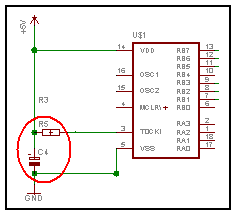 +5V
U$1
14 VDD RB7 13
RB6 12
RB5 11
16 OSC1 RB4 10
RB3 9
15 OSC2 RB2 8
RB1 7
4 MCLR\* RB0 6
R3
R5
3 TOCKI RA3 2
RA2 1
5 VSS RA1 18
RA0 17
C4
GND